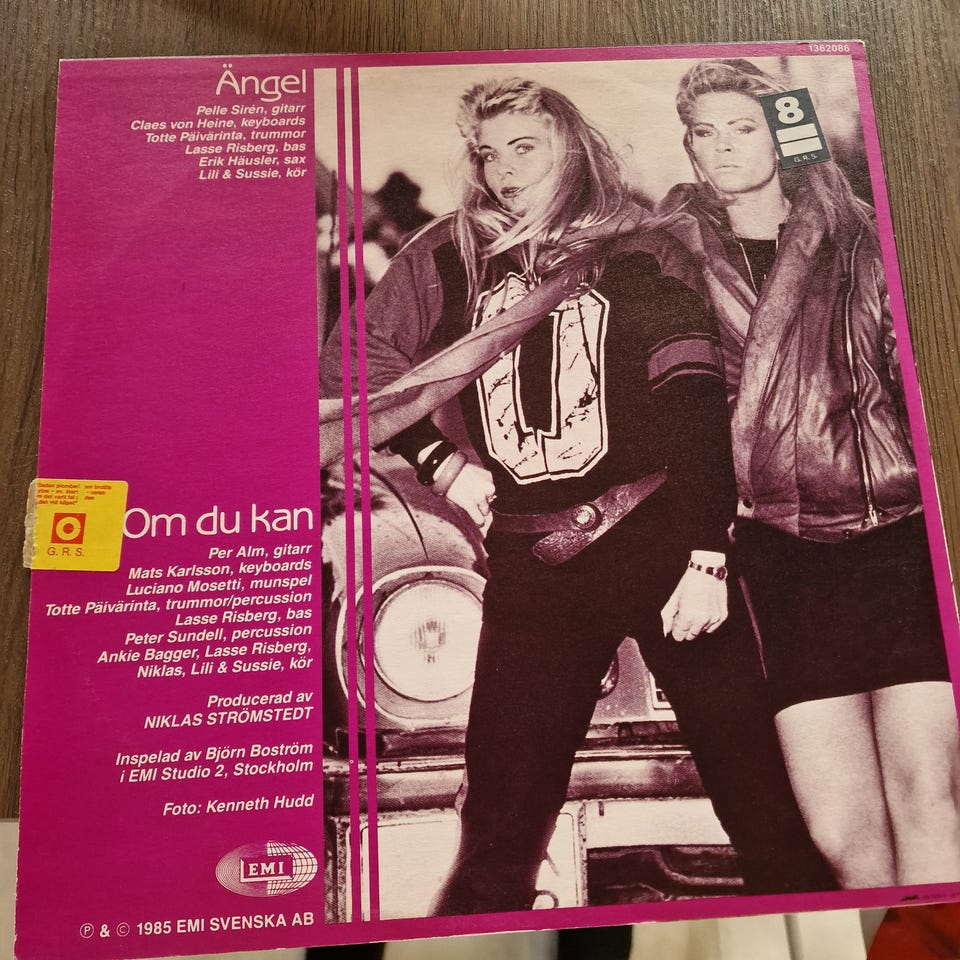 1362086
Ängel
Pelle Sirén, gitarr
Claes von Heine, keyboards
Totte Päivärinta, trummor
Lasse Risberg, bas
Erik Häusler, sax
Lili & Sussie, kör
8
G.R.S.
0
G. R. S.
Om du kan
Per Alm, gitarr
Mats Karlsson, keyboards
Luciano Mosetti, munspel
Totte Päivärinta, trummor/percussion
Lasse Risberg, bas
Peter Sundell, percussion
Ankie Bagger, Lasse Risberg,
Niklas, Lili & Sussie, kör
Producerad av
NIKLAS STRÖMSTEDT
Inspelad av Björn Boström
i EMI Studio 2, Stockholm
Foto: Kenneth Hudd
EMI
℗ & © 1985 EMI SVENSKA AB